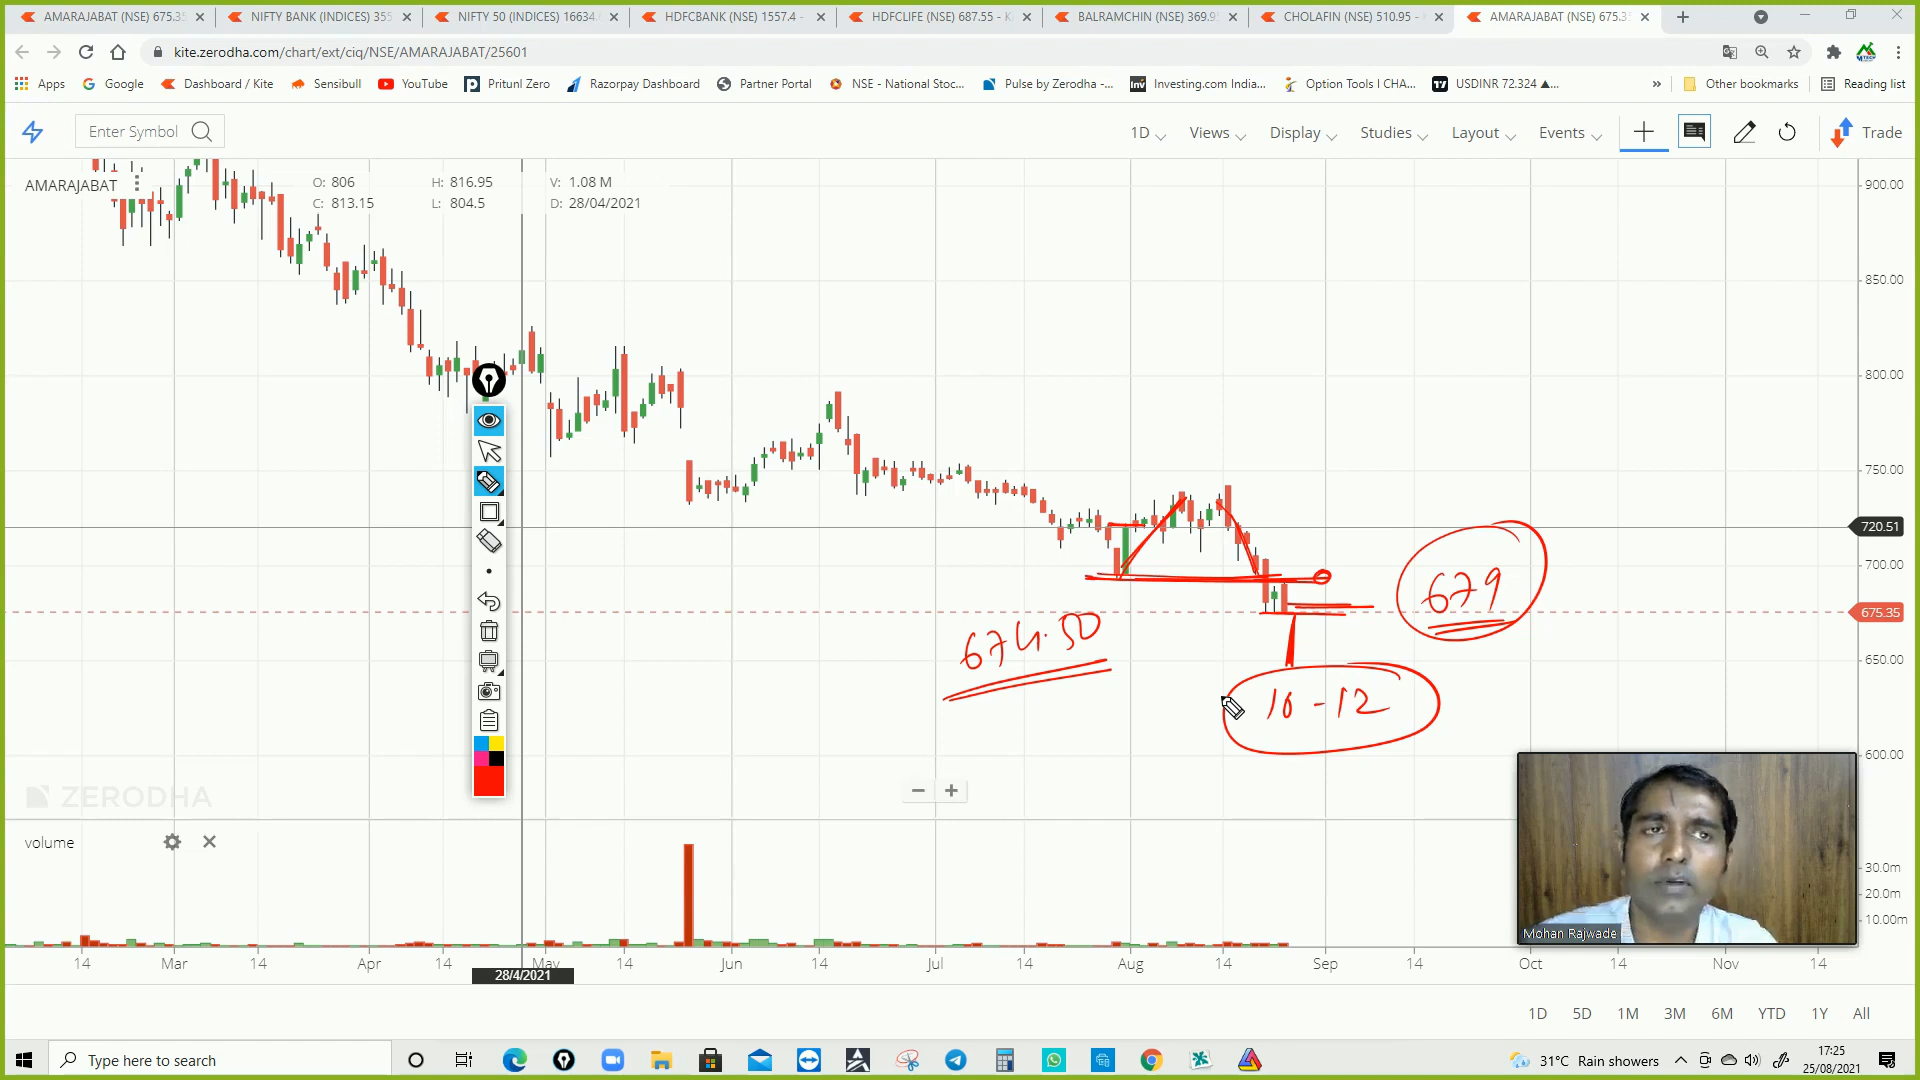 AMARAJABAT (NSE) 675.35
NIFTY BANK (INDICES) 355
NIFTY 50 (INDICES) 16634.
HDFCBANK (NSE) 1557.4 -
HDFCLIFE (NSE) 687.55 - K
BALRAMCHIN (NSE) 369.95
CHOLAFIN (NSE) 510.95 -
AMARAJABAT (NSE) 675.35
kite.zerodha.com/chart/ext/ciq/NSE/AMARAJABAT/25601
Apps Google Dashboard / Kite Sensibull YouTube Pritunl Zero Razorpay Dashboard Partner Portal NSE - National Stoc... Pulse by Zerodha -... Investing.com India... Option Tools I CHA... USDINR 72.324 ▲... » Other bookmarks Reading list
Enter Symbol 1D Views Display Studies Layout Events Trade
AMARAJABAT O: 806 H: 816.95 V: 1.08 M
C: 813.15 L: 804.5 D: 28/04/2021
900.00
850.00
800.00
750.00
720.51
700.00
679
675.35
674.50
650.00
10-12
600.00
ZERODHA
volume
30.0m
20.0m
10.00m
Mohan Rajwade
14 Mar 14 Apr 14 May 14 Jun 14 Jul 14 Aug 14 Sep 14 Oct 14 Nov 14
28/4/2021
1D 5D 1M 3M 6M YTD 1Y All
Type here to search 31°C Rain showers 17:25
25/08/2021